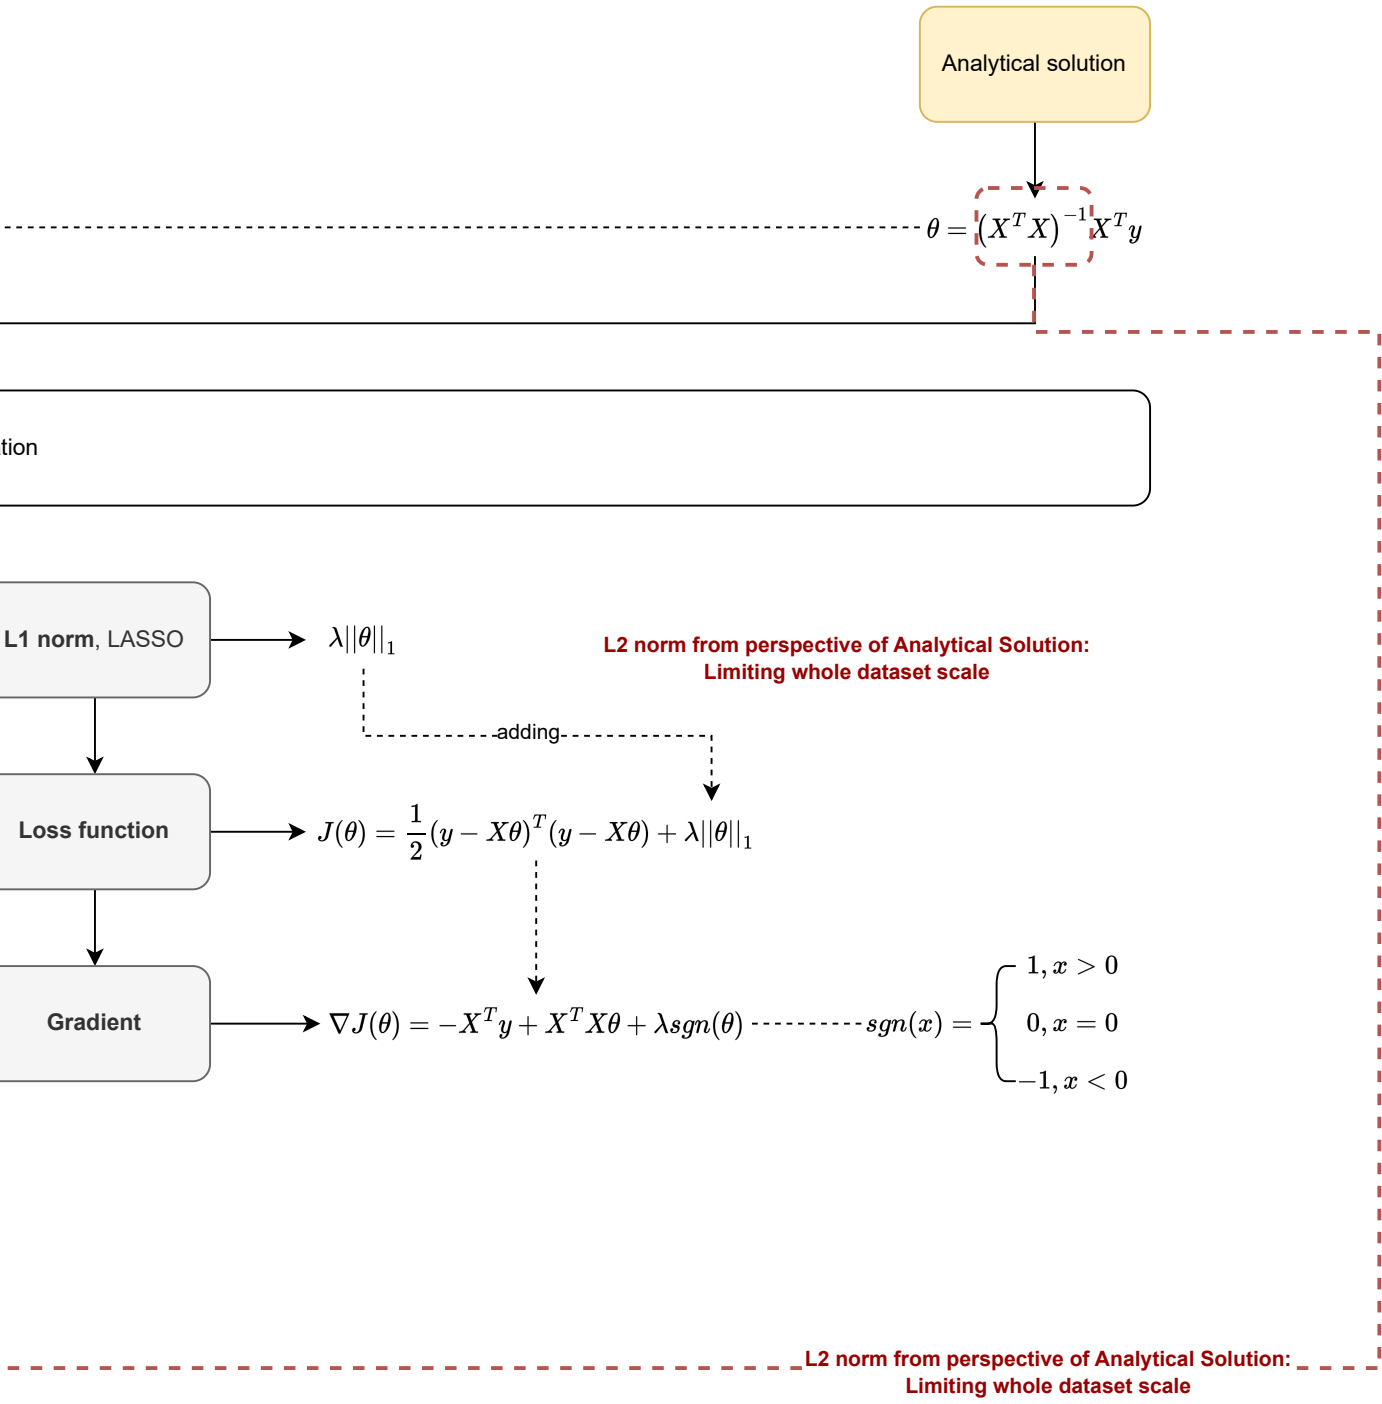 Analytical solution
θ = (X^T X)^{-1} X^T y
tion
L1 norm, LASSO
λ||θ||_1
L2 norm from perspective of Analytical Solution:
Limiting whole dataset scale
adding
Loss function
J(θ) = \frac{1}{2}(y − Xθ)^T(y − Xθ) + λ||θ||_1
Gradient
∇J(θ) = −X^T y + X^T Xθ + λsgn(θ)
sgn(x) =
1, x > 0
0, x = 0
−1, x < 0
L2 norm from perspective of Analytical Solution:
Limiting whole dataset scale